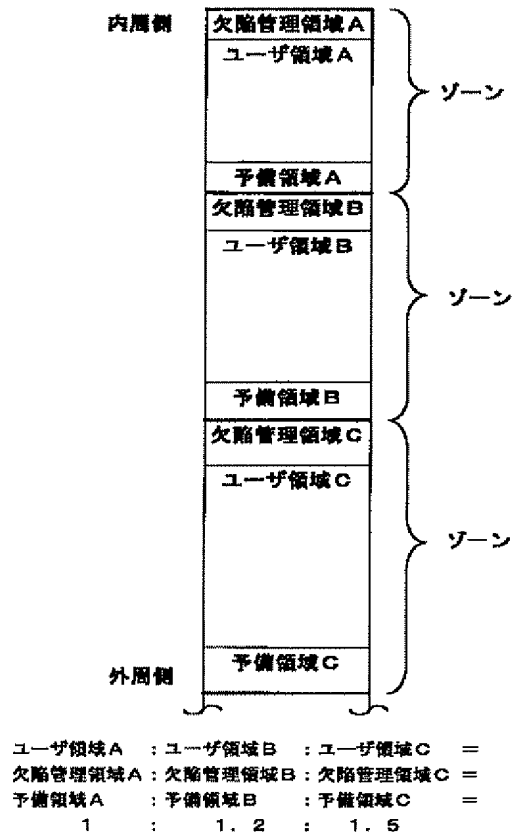 内周側
欠陥管理領域A
ユーザ領域A
ゾーン
予備領域A
欠陥管理領域B
ユーザ領域B
ゾーン
予備領域B
欠陥管理領域C
ユーザ領域C
ゾーン
予備領域C
外周側
ユーザ領域A : ユーザ領域B : ユーザ領域C =
欠陥管理領域A : 欠陥管理領域B : 欠陥管理領域C =
予備領域A : 予備領域B : 予備領域C =
1 : 1.2 : 1.5